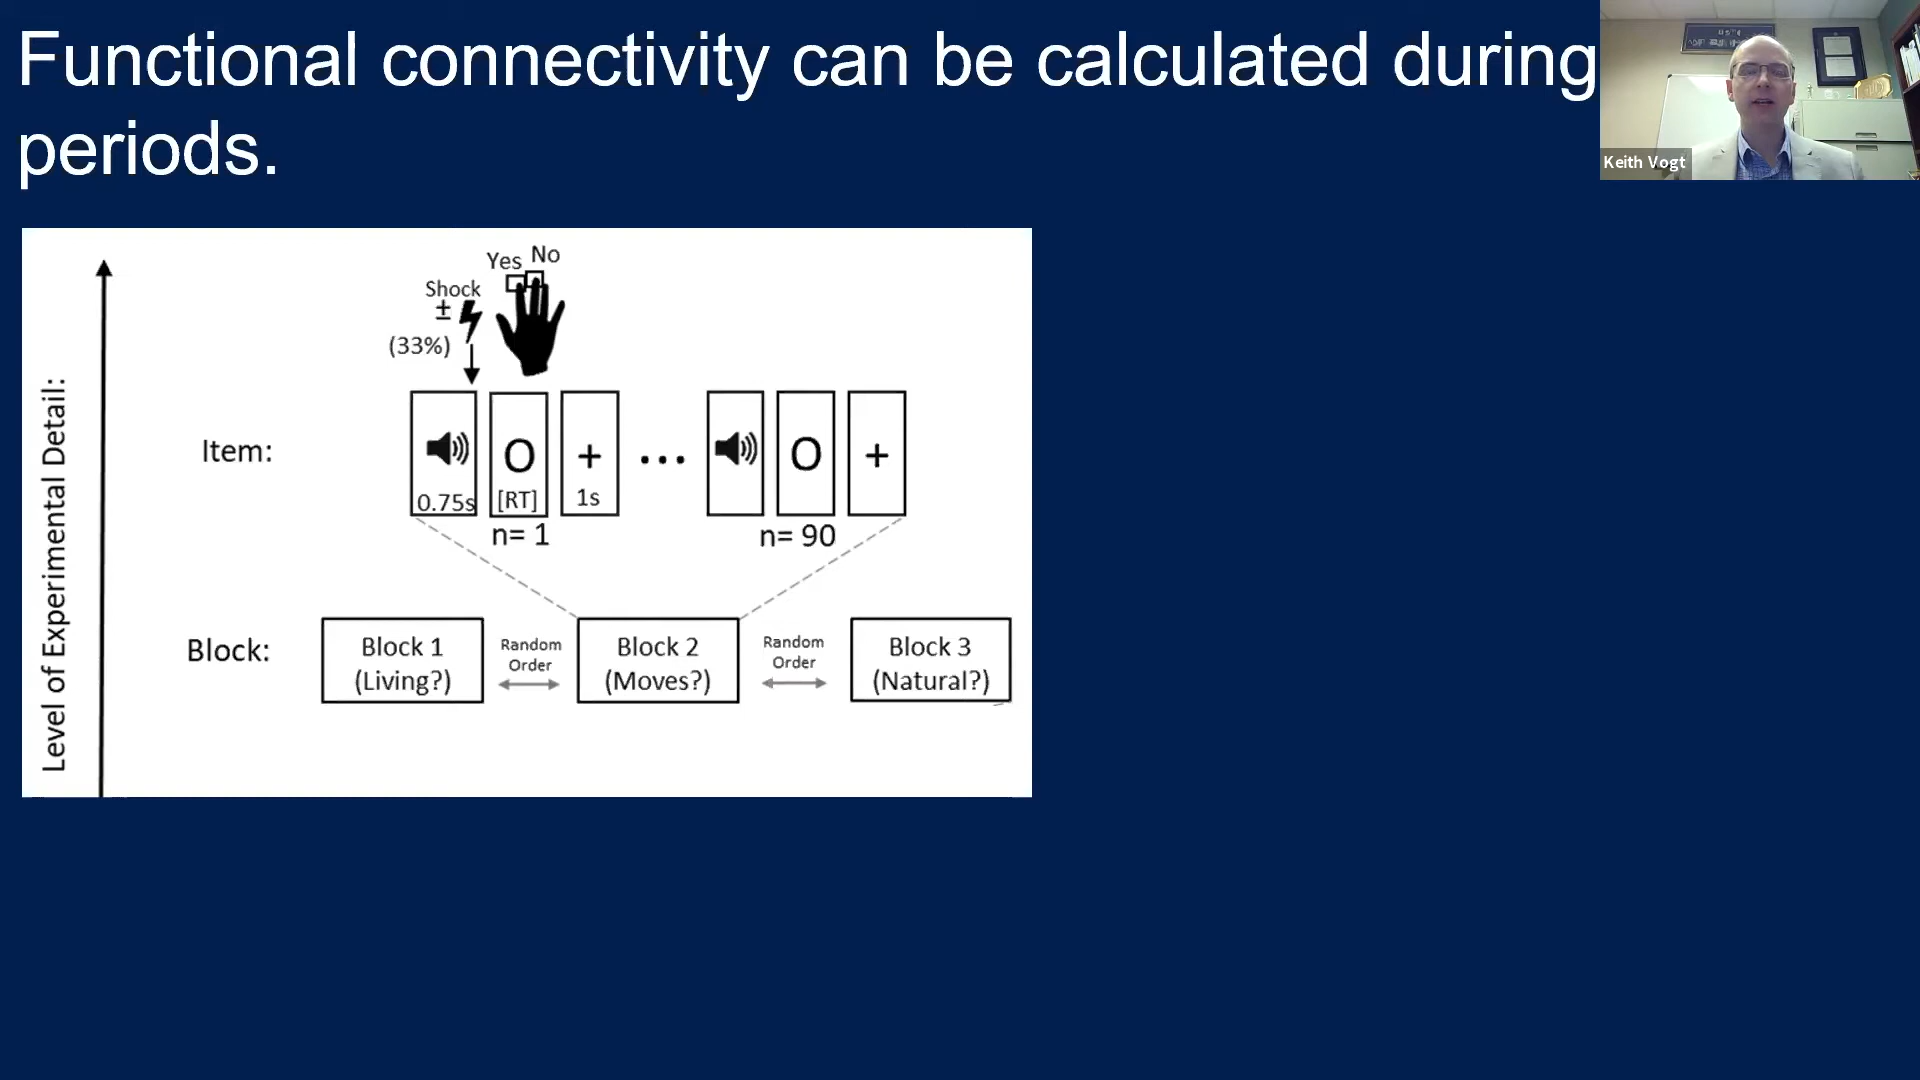 Functional connectivity can be calculated during
periods.
Keith Vogt
Level of Experimental Detail:
Yes No
Shock
±
(33%)
Item:
O
+
...
O
+
0.75s
[RT]
1s
n= 1
n= 90
Block:
Block 1
(Living?)
Random
Order
Block 2
(Moves?)
Random
Order
Block 3
(Natural?)